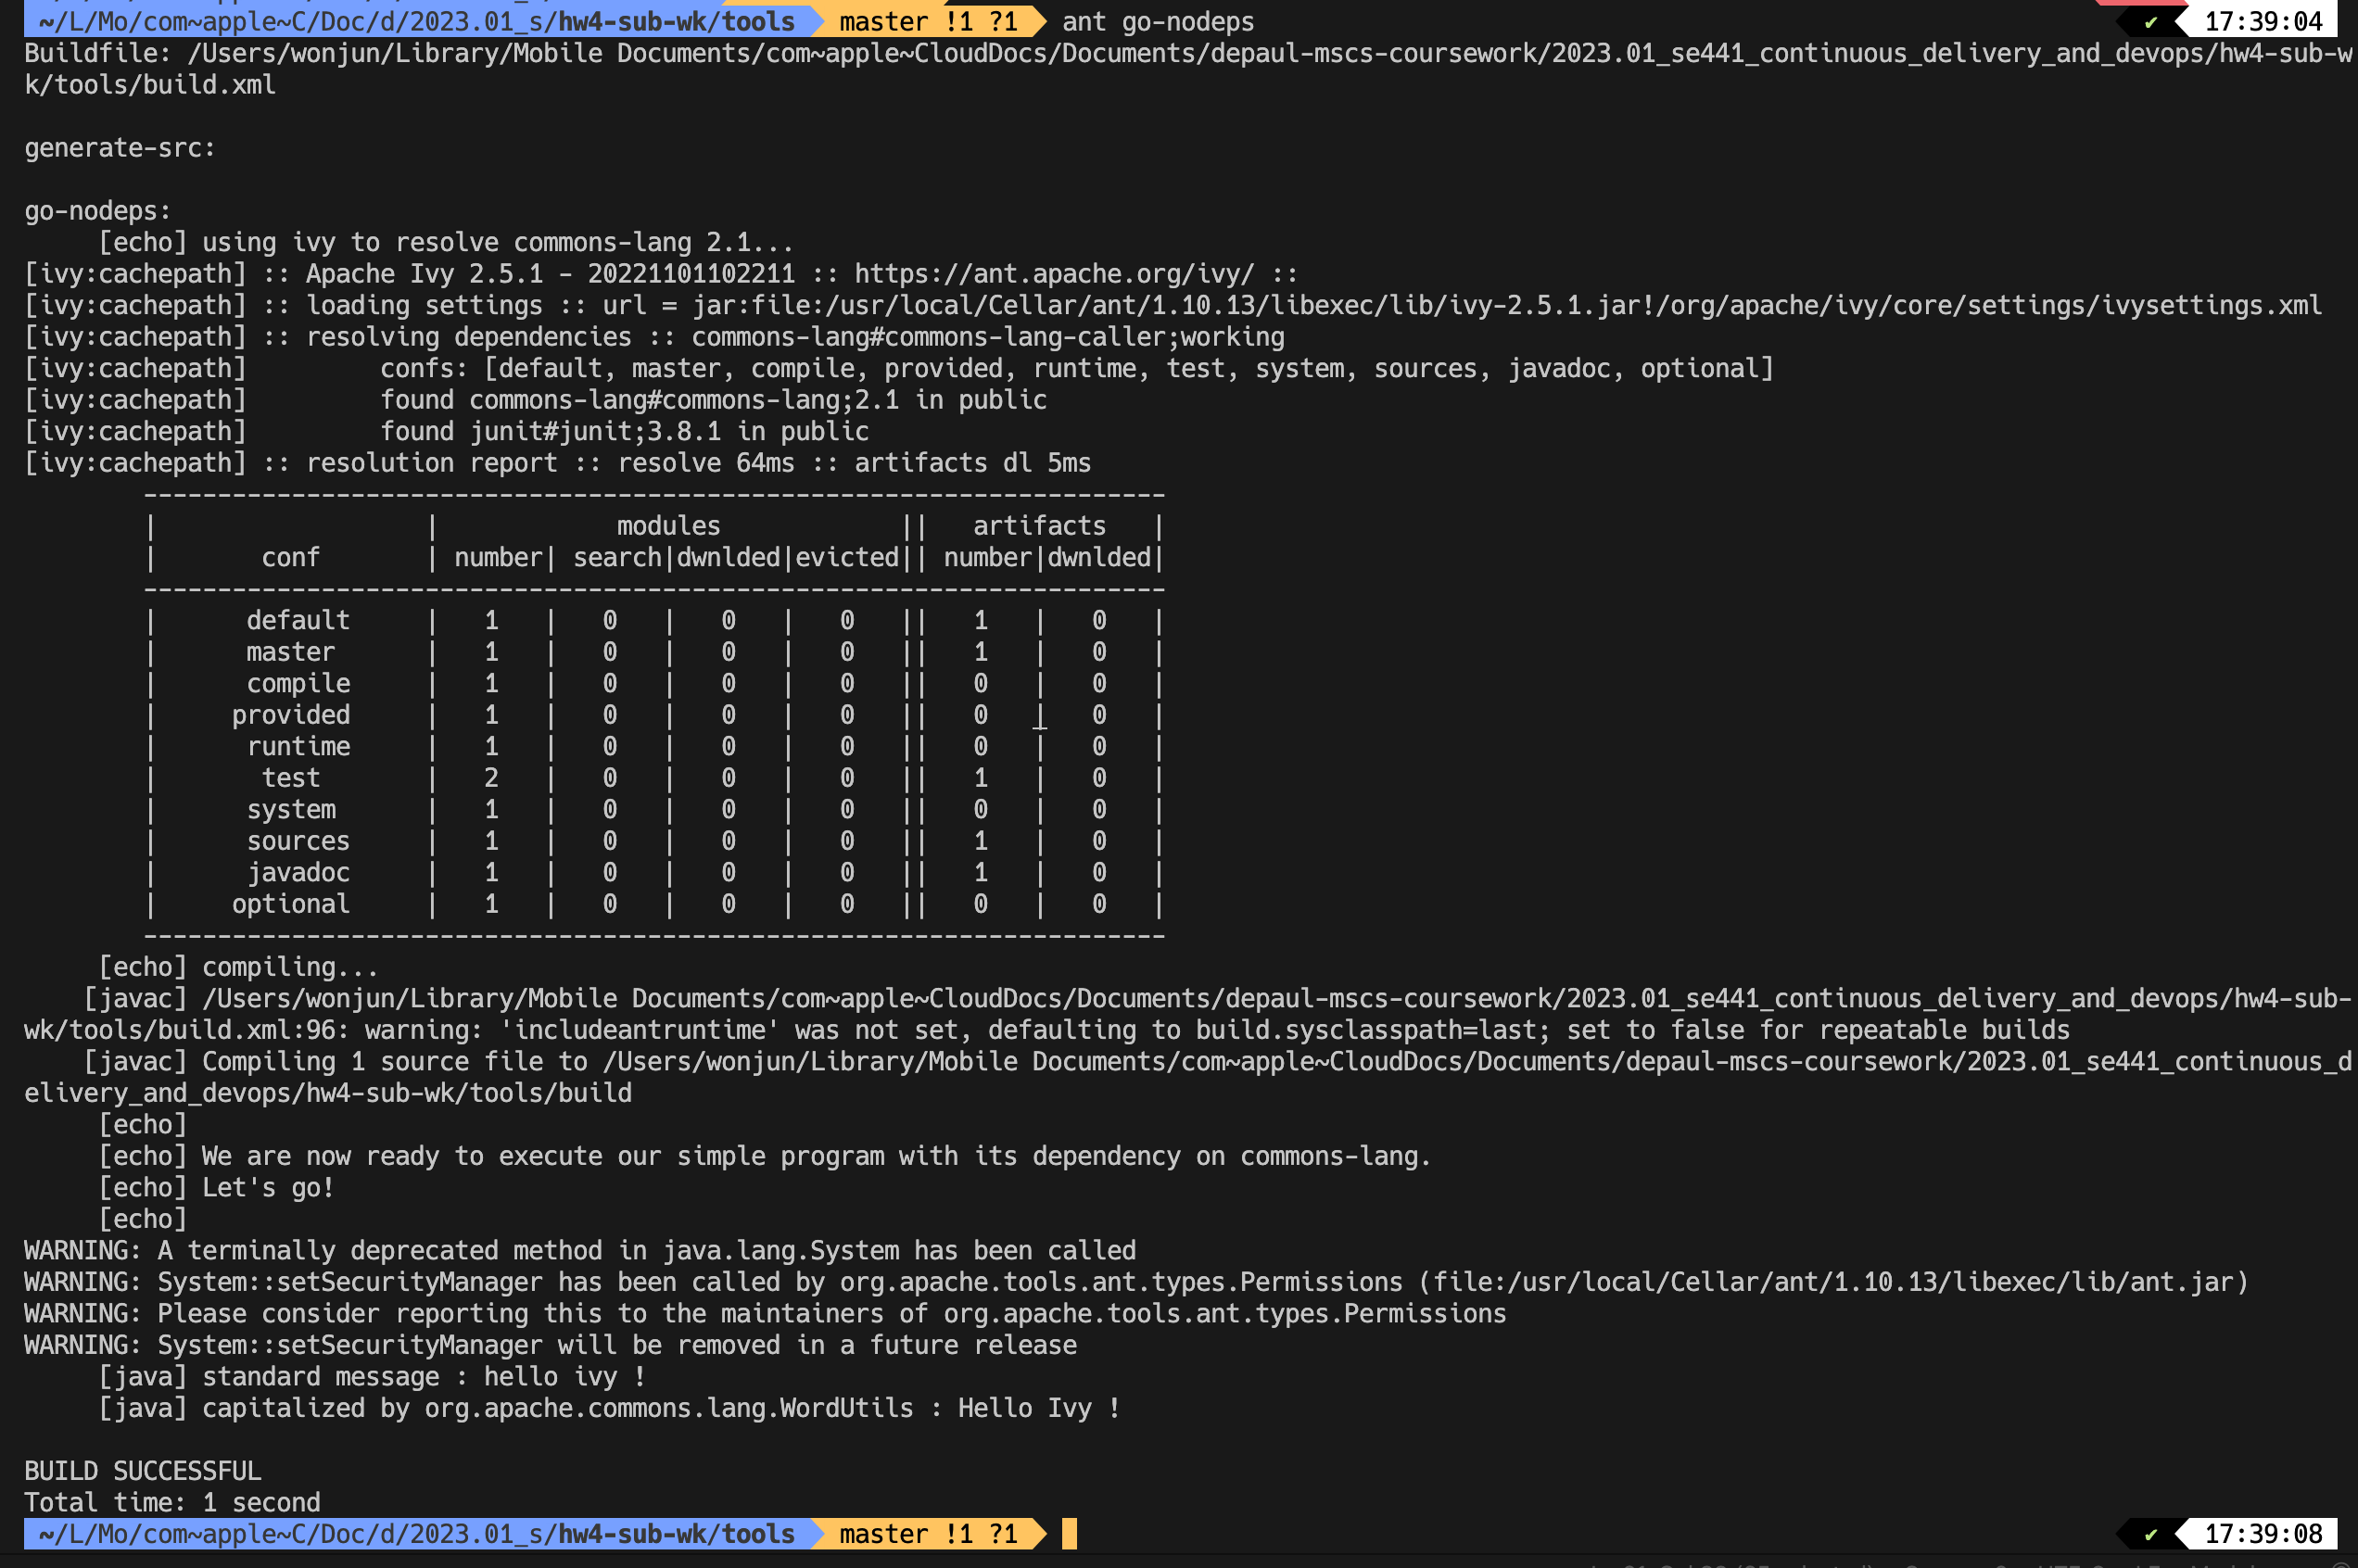 ~/L/Mo/com~apple~C/Doc/d/2023.01_s/hw4-sub-wk/tools master !1 ?1 ant go-nodeps ✔ 17:39:04
Buildfile: /Users/wonjun/Library/Mobile Documents/com~apple~CloudDocs/Documents/depaul-mscs-coursework/2023.01_se441_continuous_delivery_and_devops/hw4-sub-w
k/tools/build.xml
generate-src:
go-nodeps:
[echo] using ivy to resolve commons-lang 2.1...
[ivy:cachepath] :: Apache Ivy 2.5.1 - 20221101102211 :: https://ant.apache.org/ivy/ ::
[ivy:cachepath] :: loading settings :: url = jar:file:/usr/local/Cellar/ant/1.10.13/libexec/lib/ivy-2.5.1.jar!/org/apache/ivy/core/settings/ivysettings.xml
[ivy:cachepath] :: resolving dependencies :: commons-lang#commons-lang-caller;working
[ivy:cachepath] confs: [default, master, compile, provided, runtime, test, system, sources, javadoc, optional]
[ivy:cachepath] found commons-lang#commons-lang;2.1 in public
[ivy:cachepath] found junit#junit;3.8.1 in public
[ivy:cachepath] :: resolution report :: resolve 64ms :: artifacts dl 5ms
---------------------------------------------------------------------
| | modules || artifacts |
| conf | number| search|dwnlded|evicted|| number|dwnlded|
---------------------------------------------------------------------
| default | 1 | 0 | 0 | 0 || 1 | 0 |
| master | 1 | 0 | 0 | 0 || 1 | 0 |
| compile | 1 | 0 | 0 | 0 || 0 | 0 |
| provided | 1 | 0 | 0 | 0 || 0 | 0 |
| runtime | 1 | 0 | 0 | 0 || 0 | 0 |
| test | 2 | 0 | 0 | 0 || 1 | 0 |
| system | 1 | 0 | 0 | 0 || 0 | 0 |
| sources | 1 | 0 | 0 | 0 || 1 | 0 |
| javadoc | 1 | 0 | 0 | 0 || 1 | 0 |
| optional | 1 | 0 | 0 | 0 || 0 | 0 |
---------------------------------------------------------------------
[echo] compiling...
[javac] /Users/wonjun/Library/Mobile Documents/com~apple~CloudDocs/Documents/depaul-mscs-coursework/2023.01_se441_continuous_delivery_and_devops/hw4-sub-
wk/tools/build.xml:96: warning: 'includeantruntime' was not set, defaulting to build.sysclasspath=last; set to false for repeatable builds
[javac] Compiling 1 source file to /Users/wonjun/Library/Mobile Documents/com~apple~CloudDocs/Documents/depaul-mscs-coursework/2023.01_se441_continuous_d
elivery_and_devops/hw4-sub-wk/tools/build
[echo]
[echo] We are now ready to execute our simple program with its dependency on commons-lang.
[echo] Let's go!
[echo]
WARNING: A terminally deprecated method in java.lang.System has been called
WARNING: System::setSecurityManager has been called by org.apache.tools.ant.types.Permissions (file:/usr/local/Cellar/ant/1.10.13/libexec/lib/ant.jar)
WARNING: Please consider reporting this to the maintainers of org.apache.tools.ant.types.Permissions
WARNING: System::setSecurityManager will be removed in a future release
[java] standard message : hello ivy !
[java] capitalized by org.apache.commons.lang.WordUtils : Hello Ivy !
BUILD SUCCESSFUL
Total time: 1 second
~/L/Mo/com~apple~C/Doc/d/2023.01_s/hw4-sub-wk/tools master !1 ?1 ✔ 17:39:08